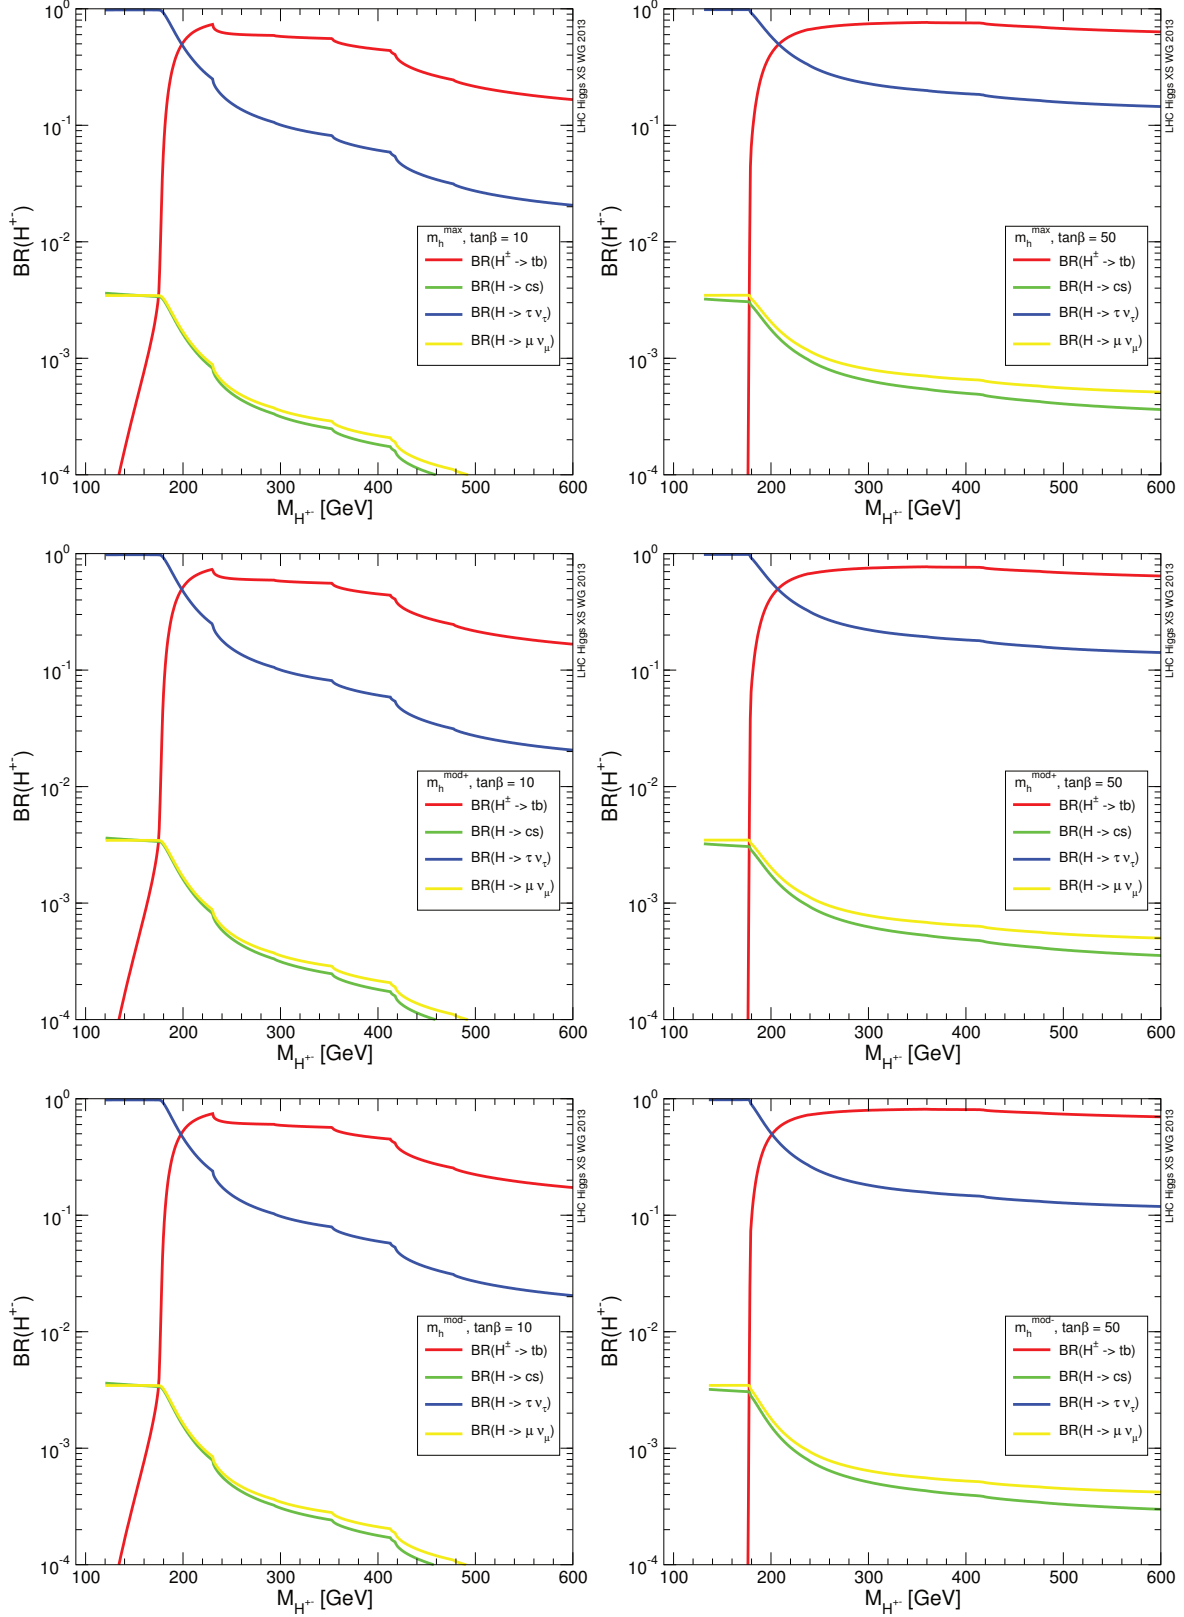 10^0
10^-1
10^-2
10^-3
10^-4
BR(H^+-)
100 200 300 400 500 600
M_H^+- [GeV]
LHC Higgs XS WG 2013
m_h^max, tanβ = 10
BR(H^± -> tb)
BR(H -> cs)
BR(H -> τ ν_τ)
BR(H -> μ ν_μ)
10^0
10^-1
10^-2
10^-3
10^-4
BR(H^+-)
100 200 300 400 500 600
M_H^+- [GeV]
LHC Higgs XS WG 2013
m_h^max, tanβ = 50
BR(H^± -> tb)
BR(H -> cs)
BR(H -> τ ν_τ)
BR(H -> μ ν_μ)
10^0
10^-1
10^-2
10^-3
10^-4
BR(H^+-)
100 200 300 400 500 600
M_H^+- [GeV]
LHC Higgs XS WG 2013
m_h^mod+, tanβ = 10
BR(H^± -> tb)
BR(H -> cs)
BR(H -> τ ν_τ)
BR(H -> μ ν_μ)
10^0
10^-1
10^-2
10^-3
10^-4
BR(H^+-)
100 200 300 400 500 600
M_H^+- [GeV]
LHC Higgs XS WG 2013
m_h^mod+, tanβ = 50
BR(H^± -> tb)
BR(H -> cs)
BR(H -> τ ν_τ)
BR(H -> μ ν_μ)
10^0
10^-1
10^-2
10^-3
10^-4
BR(H^+-)
100 200 300 400 500 600
M_H^+- [GeV]
LHC Higgs XS WG 2013
m_h^mod-, tanβ = 10
BR(H^± -> tb)
BR(H -> cs)
BR(H -> τ ν_τ)
BR(H -> μ ν_μ)
10^0
10^-1
10^-2
10^-3
10^-4
BR(H^+-)
100 200 300 400 500 600
M_H^+- [GeV]
LHC Higgs XS WG 2013
m_h^mod-, tanβ = 50
BR(H^± -> tb)
BR(H -> cs)
BR(H -> τ ν_τ)
BR(H -> μ ν_μ)